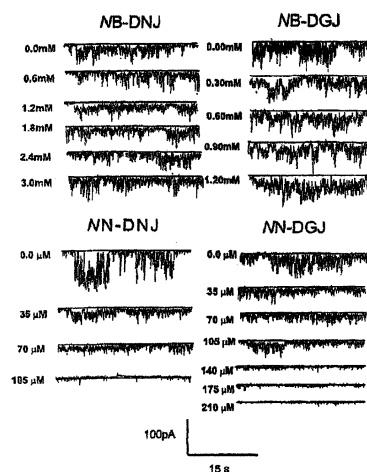 NB-DNJ
0.0mM
0.6mM
1.2mM
1.8mM
2.4mM
3.0mM
NB-DGJ
0.00mM
0.30mM
0.60mM
0.90mM
1.20mM
NN-DNJ
0.0 μM
35 μM
70 μM
105 μM
NN-DGJ
0.0 μM
35 μM
70 μM
105 μM
140 μM
175 μM
210 μM
100pA
15 s